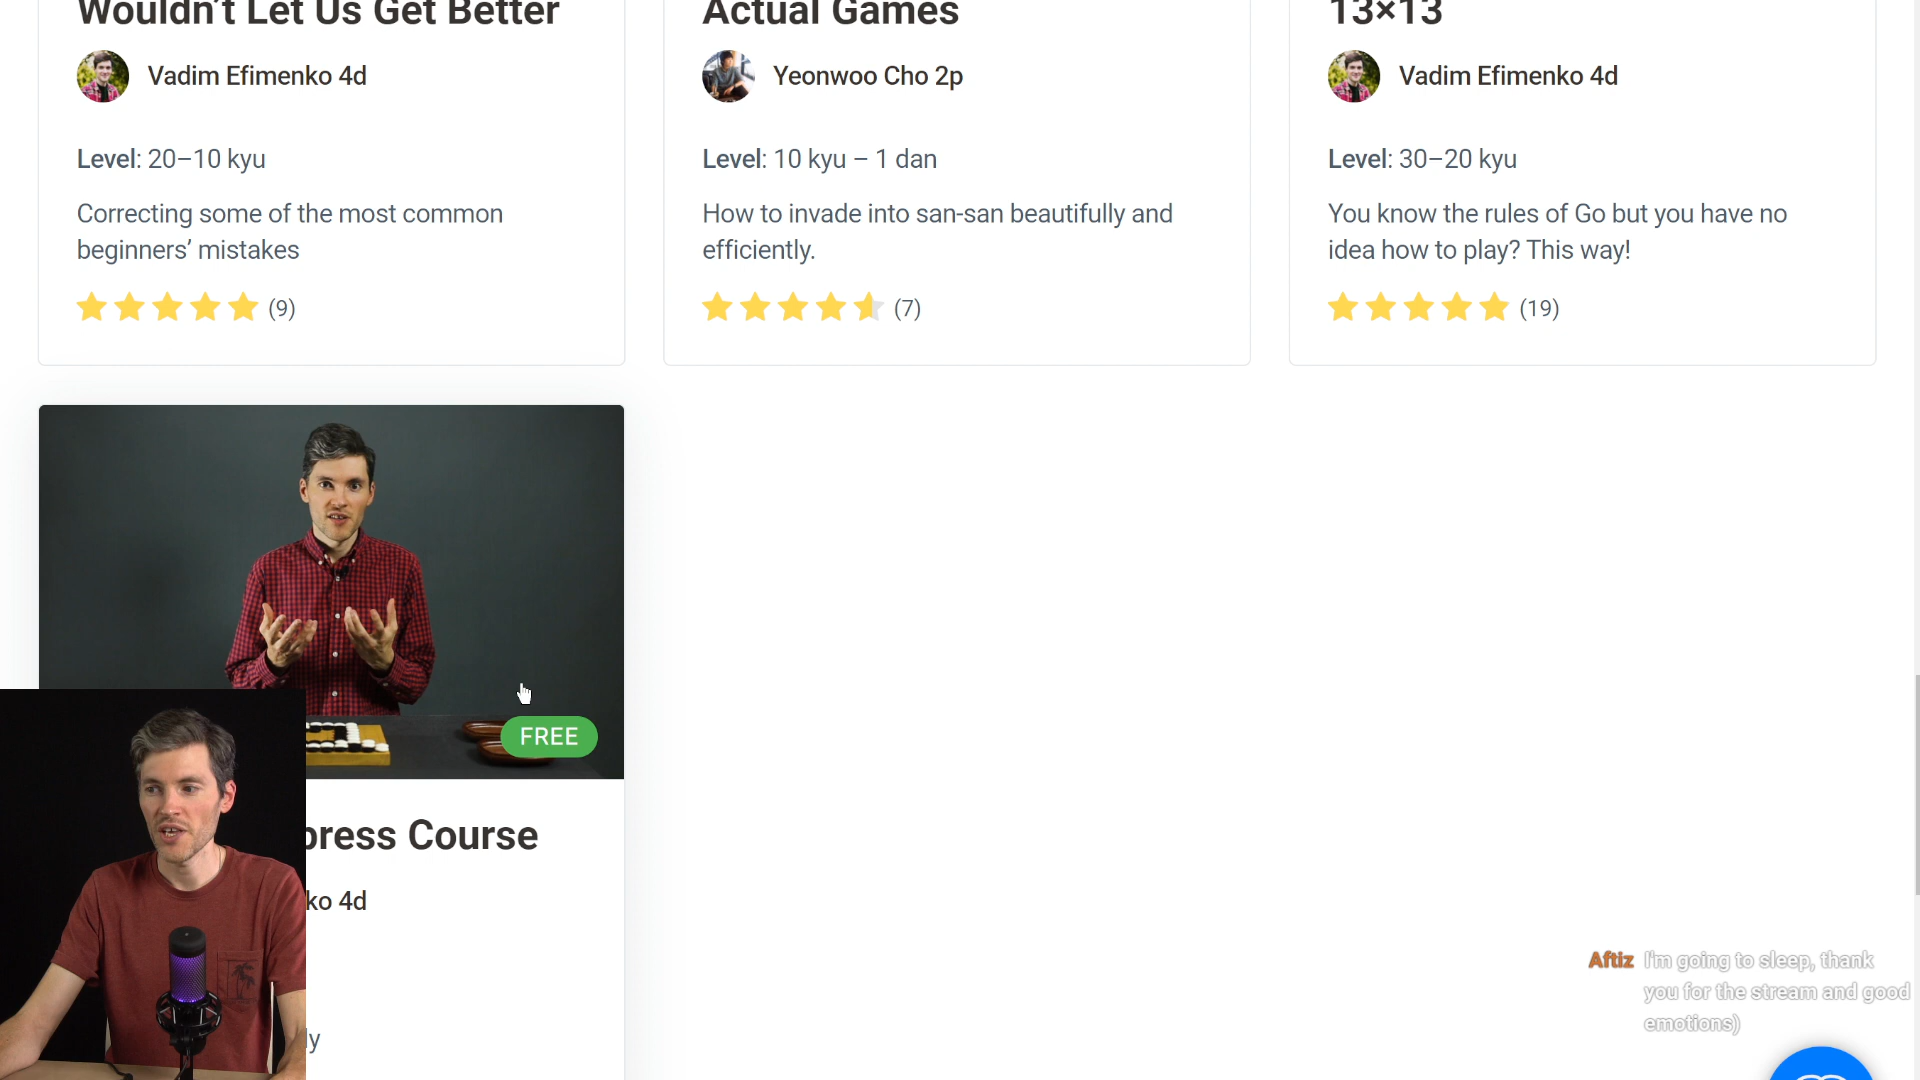 Wouldn't Let Us Get Better
Actual Games
13×13
Vadim Efimenko 4d
Yeonwoo Cho 2p
Vadim Efimenko 4d
Level: 20–10 kyu
Level: 10 kyu – 1 dan
Level: 30–20 kyu
Correcting some of the most common
beginners’ mistakes
How to invade into san-san beautifully and
efficiently.
You know the rules of Go but you have no
idea how to play? This way!
(9)
(7)
(19)
FREE
press Course
ko 4d
ly
Aftiz I'm going to sleep, thank
you for the stream and good
emotions)